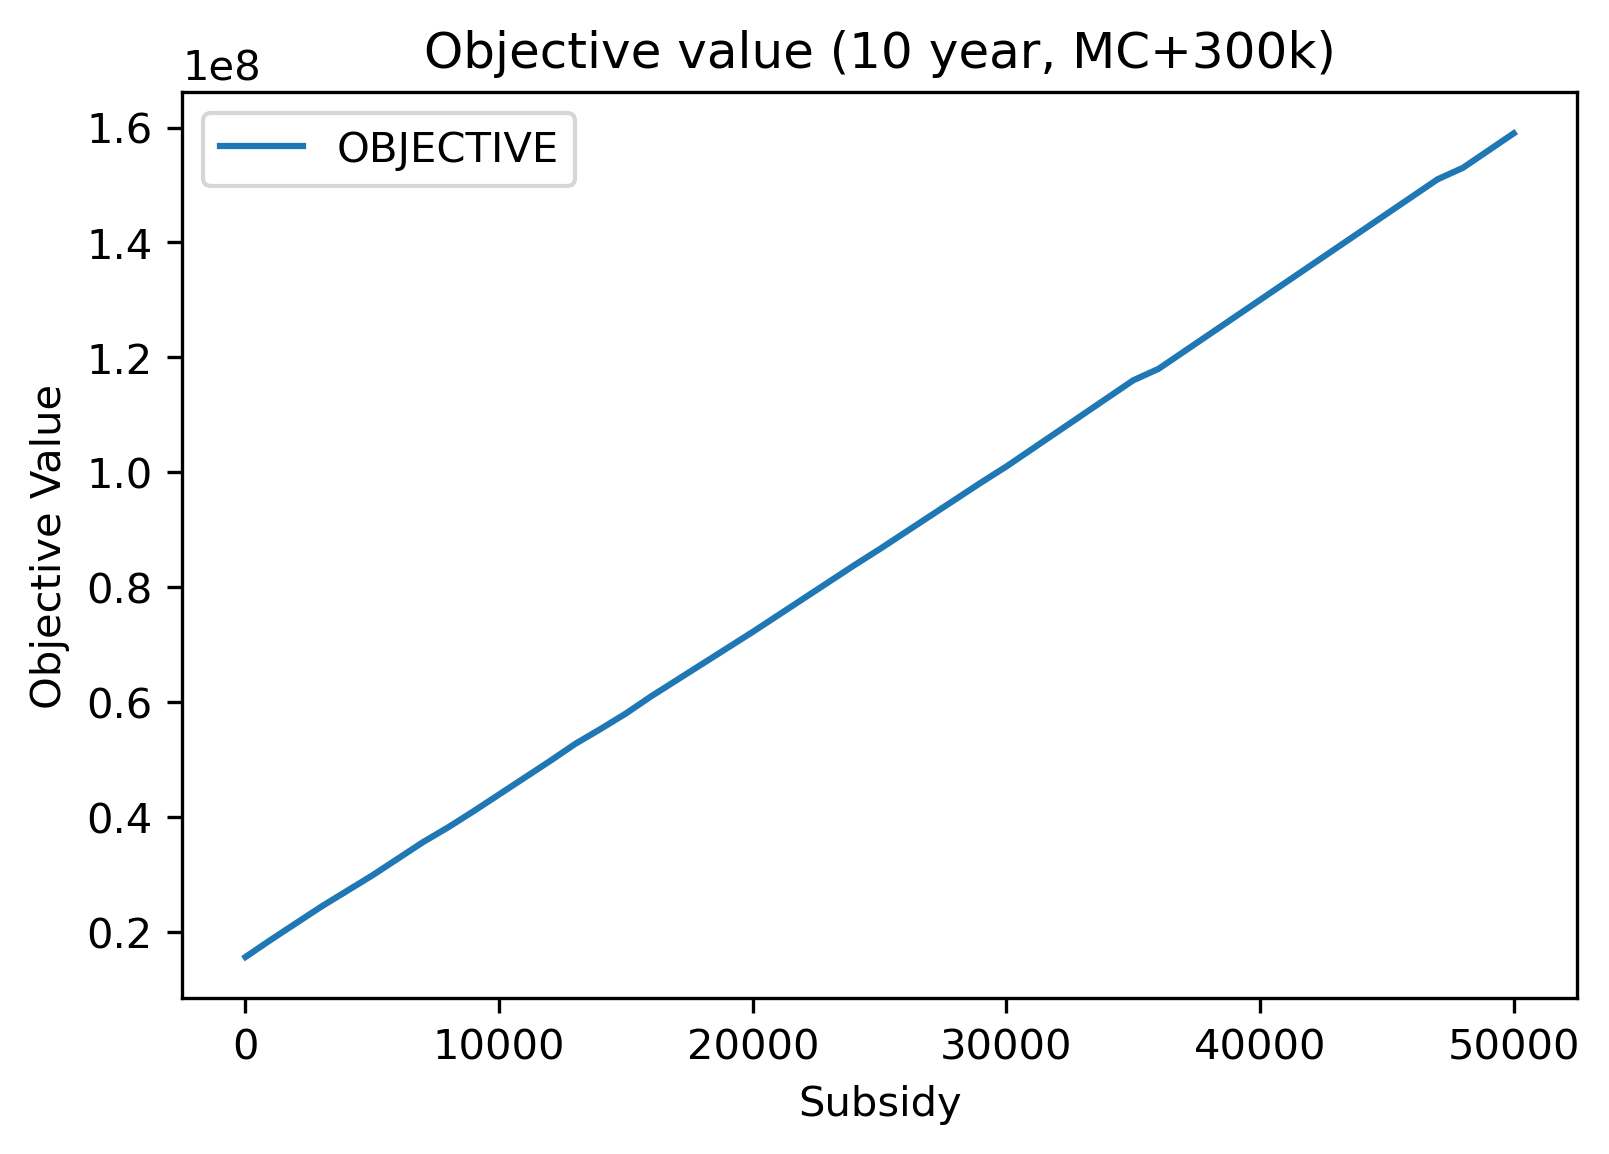 Objective value (10 year, MC+300k)
1e8
OBJECTIVE
1.6
1.4
1.2
1.0
0.8
0.6
0.4
0.2
Objective Value
0 10000 20000 30000 40000 50000
Subsidy